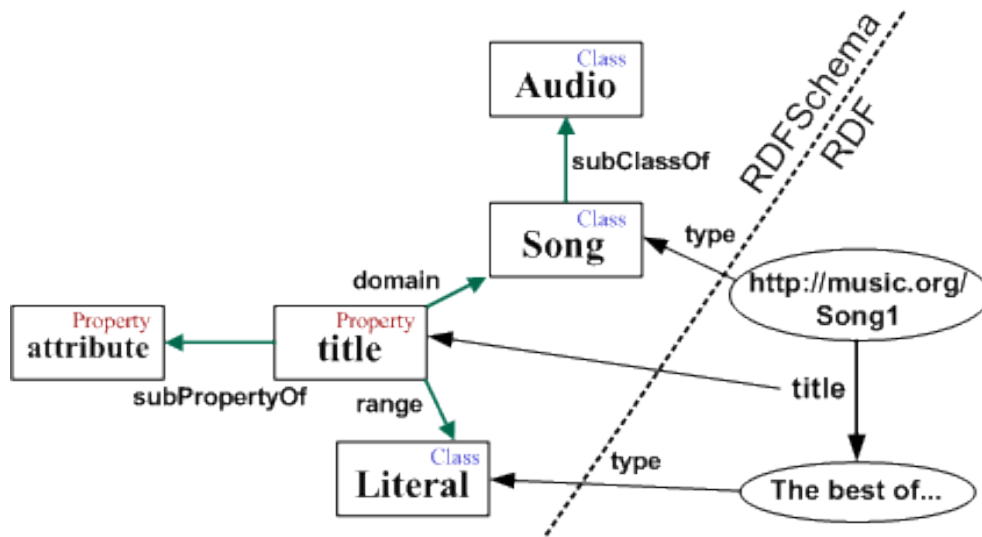 Class
Audio
RDFSchema
RDF
subClassOf
Class
Song
type
domain
http://music.org/
Song1
Property
attribute
Property
title
subPropertyOf
range
title
Class
Literal
type
The best of...